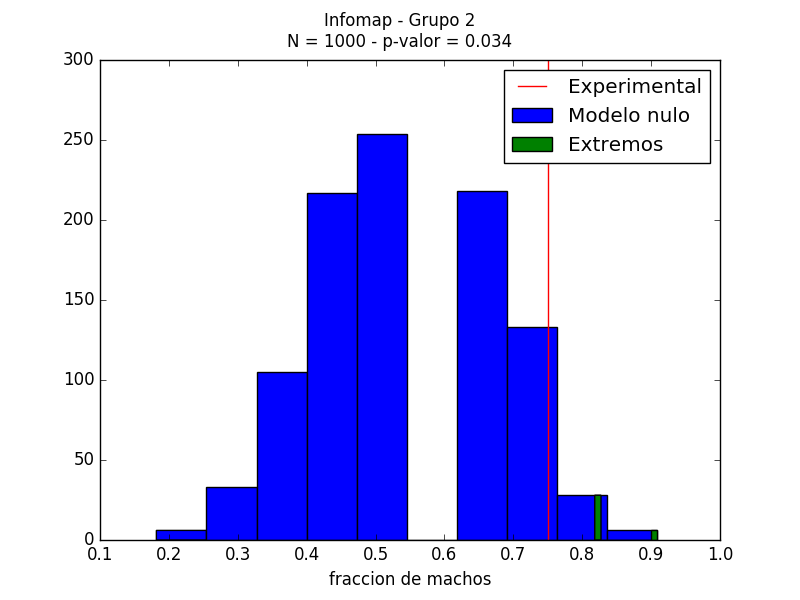 Infomap - Grupo 2
N = 1000 - p-valor = 0.034
300
250
200
150
100
50
0
Experimental
Modelo nulo
Extremos
0.1 0.2 0.3 0.4 0.5 0.6 0.7 0.8 0.9 1.0
fraccion de machos